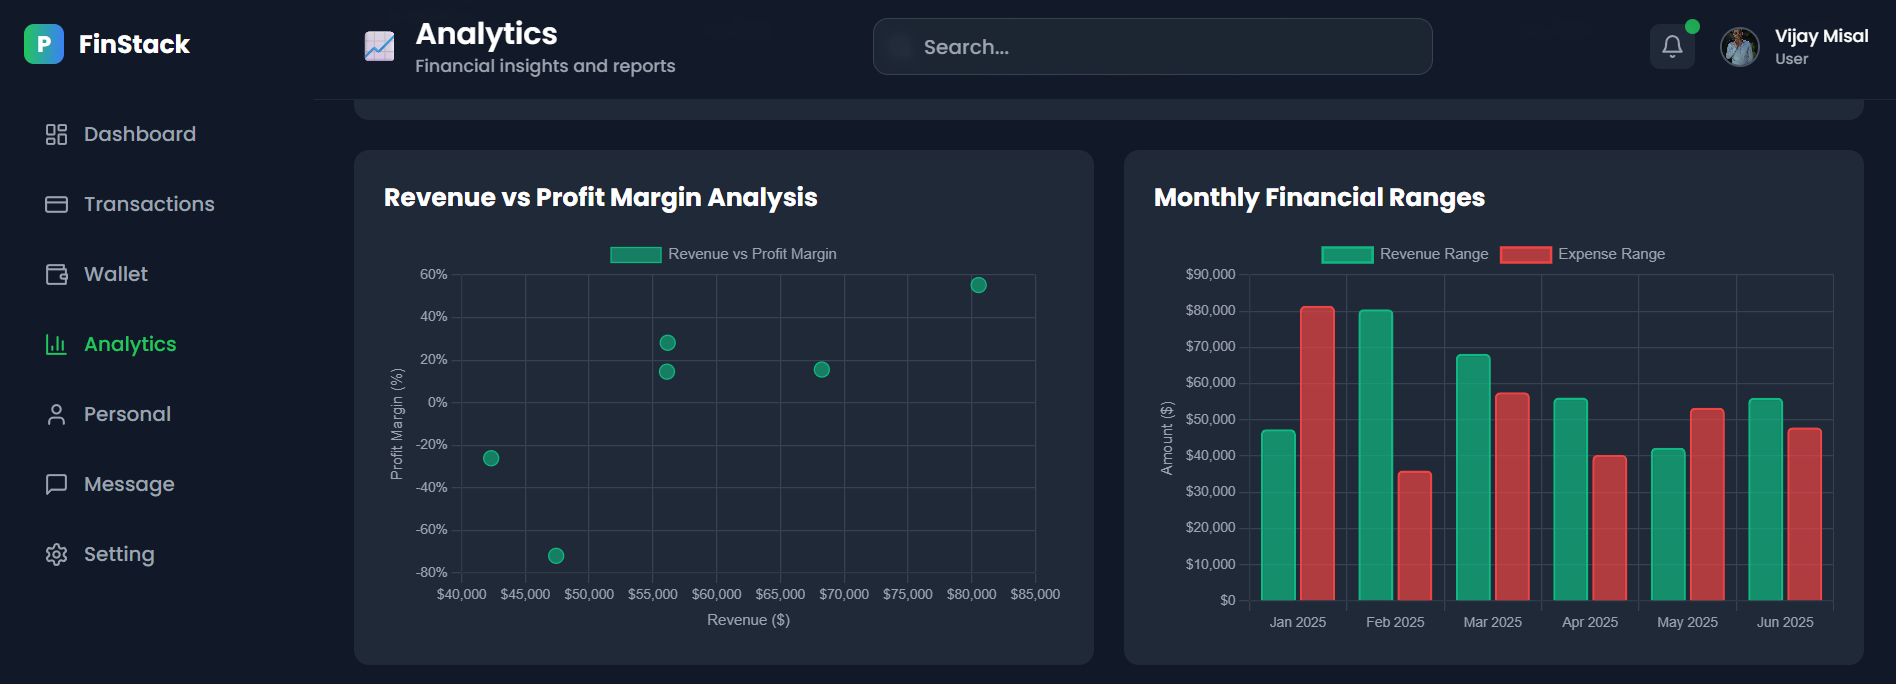 P FinStack
Dashboard
Transactions
Wallet
Analytics
Personal
Message
Setting
Analytics
Financial insights and reports
Search...
Vijay Misal
User
Revenue vs Profit Margin Analysis
Revenue vs Profit Margin
60%
40%
20%
0%
-20%
-40%
-60%
-80%
Profit Margin (%)
$40,000 $45,000 $50,000 $55,000 $60,000 $65,000 $70,000 $75,000 $80,000 $85,000
Revenue ($)
Monthly Financial Ranges
Revenue Range Expense Range
$90,000
$80,000
$70,000
$60,000
$50,000
$40,000
$30,000
$20,000
$10,000
$0
Amount ($)
Jan 2025 Feb 2025 Mar 2025 Apr 2025 May 2025 Jun 2025